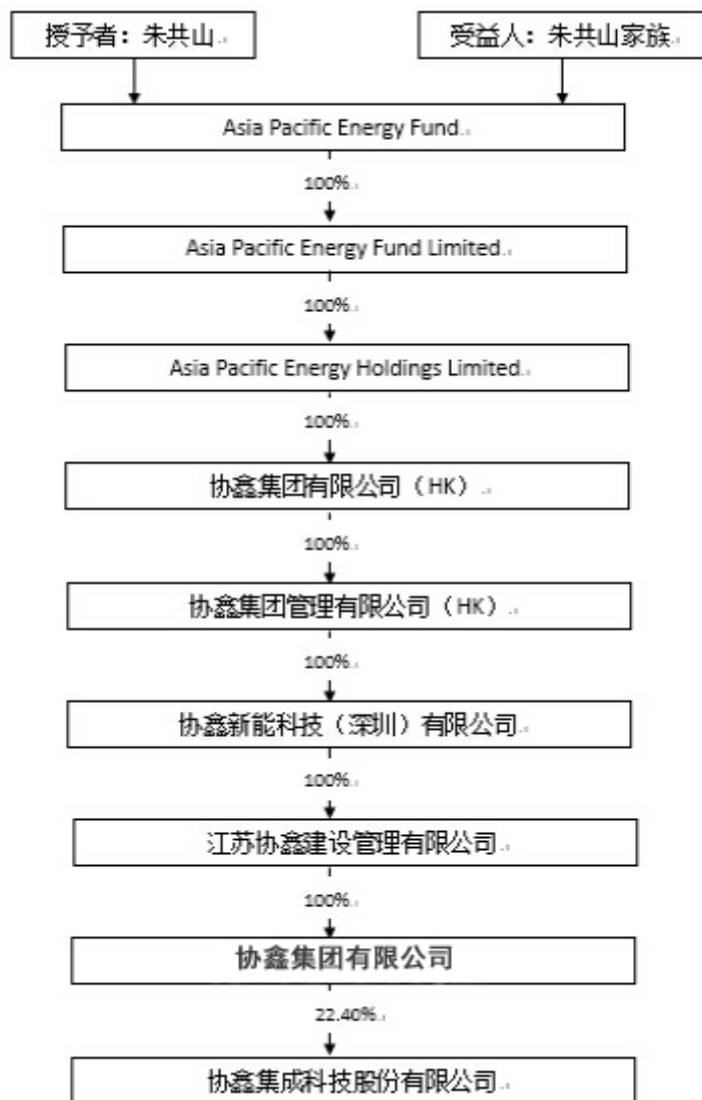 授予者：朱共山
受益人：朱共山家族
Asia Pacific Energy Fund
100%
Asia Pacific Energy Fund Limited
100%
Asia Pacific Energy Holdings Limited
100%
协鑫集团有限公司（HK）
100%
协鑫集团管理有限公司（HK）
100%
协鑫新能科技（深圳）有限公司
100%
江苏协鑫建设管理有限公司
100%
协鑫集团有限公司
22.40%
协鑫集成科技股份有限公司